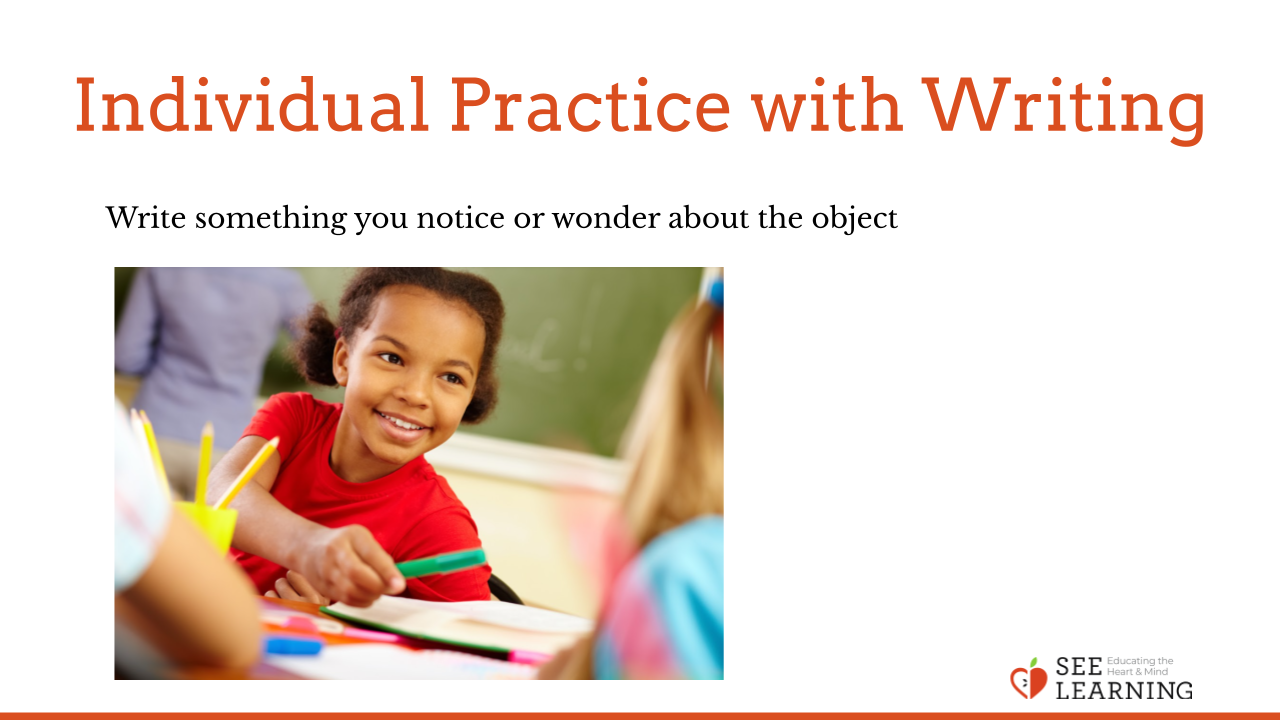 Individual Practice with Writing
Write something you notice or wonder about the object
SEE Educating the
Heart & Mind
LEARNING